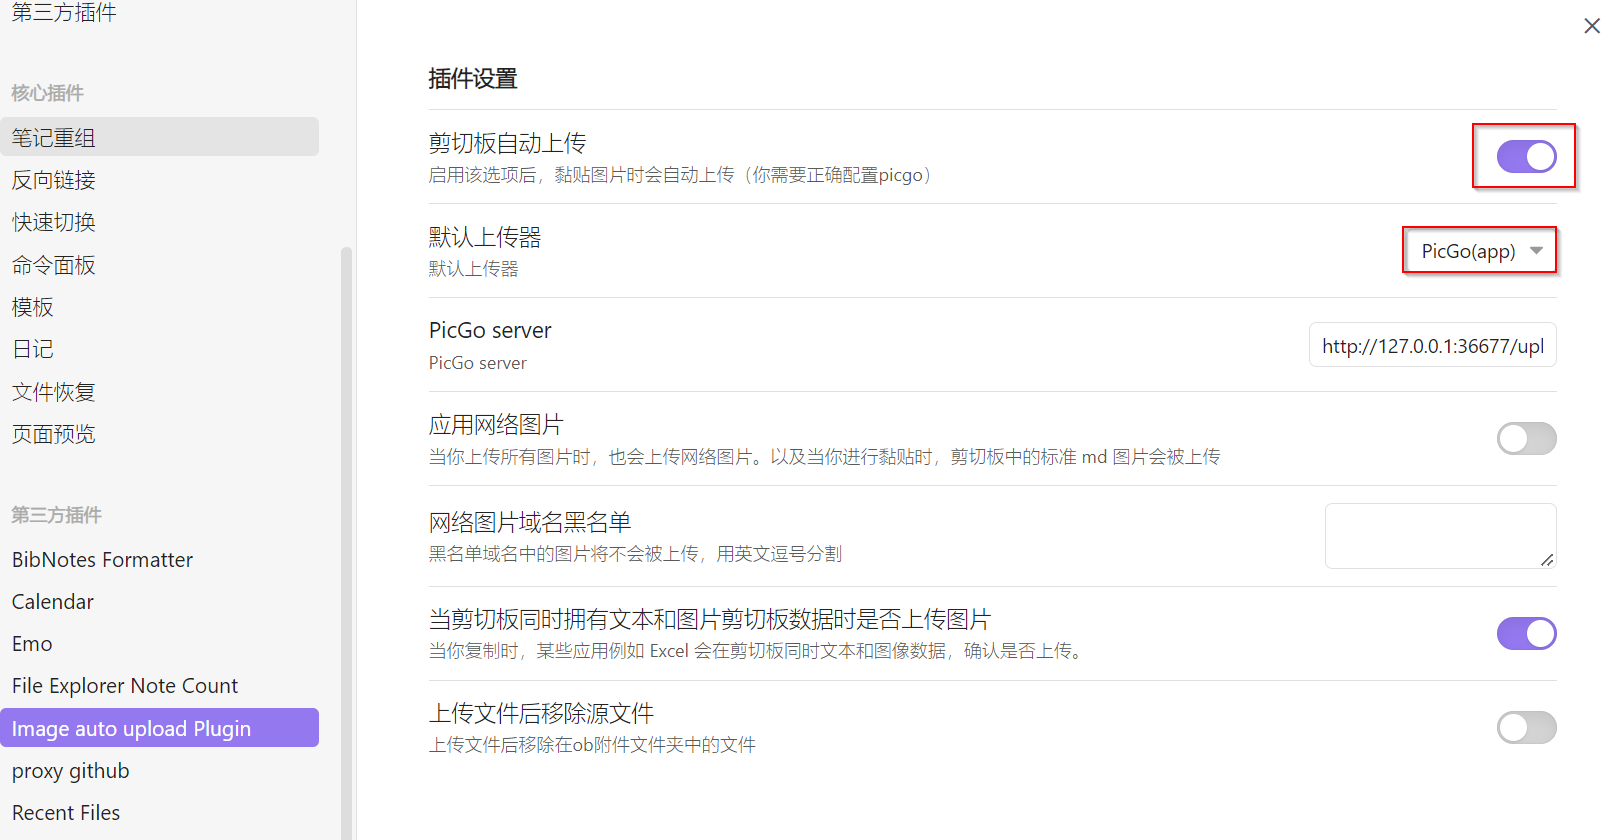 第三方插件
核心插件
笔记重组
反向链接
快速切换
命令面板
模板
日记
文件恢复
页面预览
第三方插件
BibNotes Formatter
Calendar
Emo
File Explorer Note Count
Image auto upload Plugin
proxy github
Recent Files
插件设置
剪切板自动上传
启用该选项后，黏贴图片时会自动上传（你需要正确配置picgo）
默认上传器
默认上传器
PicGo(app)
PicGo server
PicGo server
http://127.0.0.1:36677/upl
应用网络图片
当你上传所有图片时，也会上传网络图片。以及当你进行黏贴时，剪切板中的标准 md 图片会被上传
网络图片域名黑名单
黑名单域名中的图片将不会被上传，用英文逗号分割
当剪切板同时拥有文本和图片剪切板数据时是否上传图片
当你复制时，某些应用例如 Excel 会在剪切板同时文本和图像数据，确认是否上传。
上传文件后移除源文件
上传文件后移除在ob附件文件夹中的文件